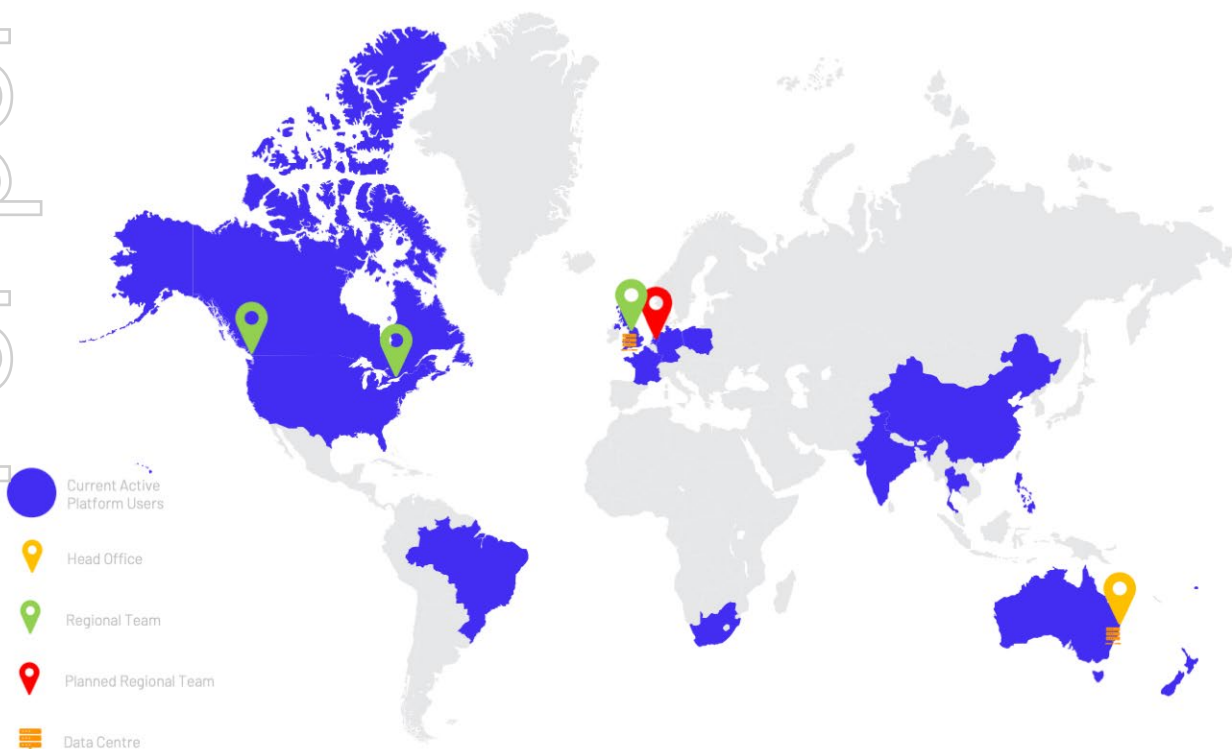 Current Active
Platform Users
Head Office
Regional Team
Planned Regional Team
Data Centre